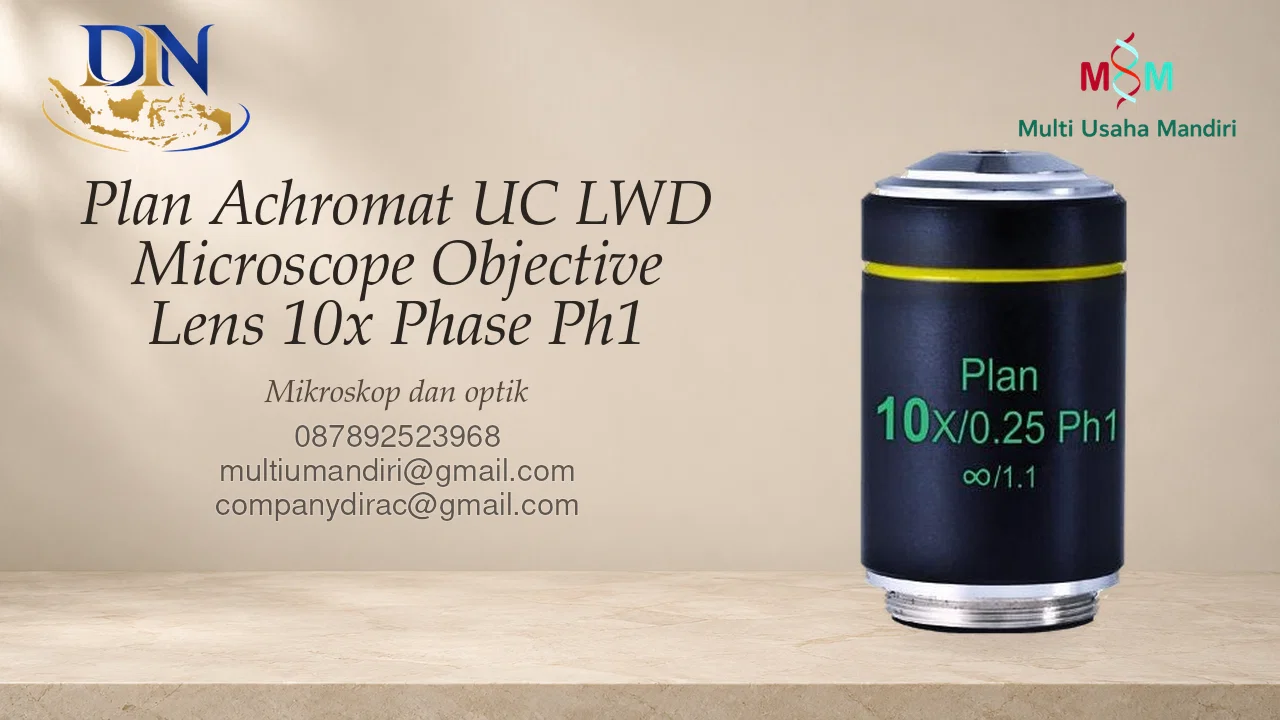 DN
M M
Multi Usaha Mandiri
Plan Achromat UC LWD
Microscope Objective
Lens 10x Phase Ph1
Mikroskop dan optik
087892523968
multiumandiri@gmail.com
companydirac@gmail.com
Plan
10X/0.25 Ph1
∞/1.1